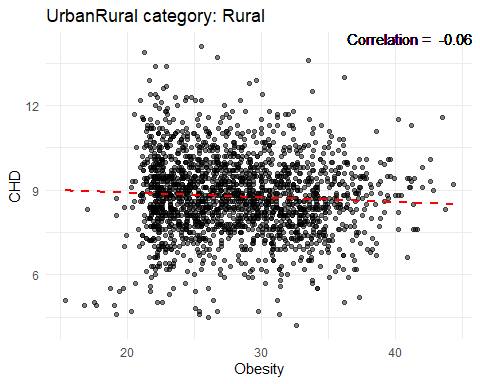 UrbanRural category: Rural
Correlation = -0.06
12
9
6
CHD
20
30
40
Obesity